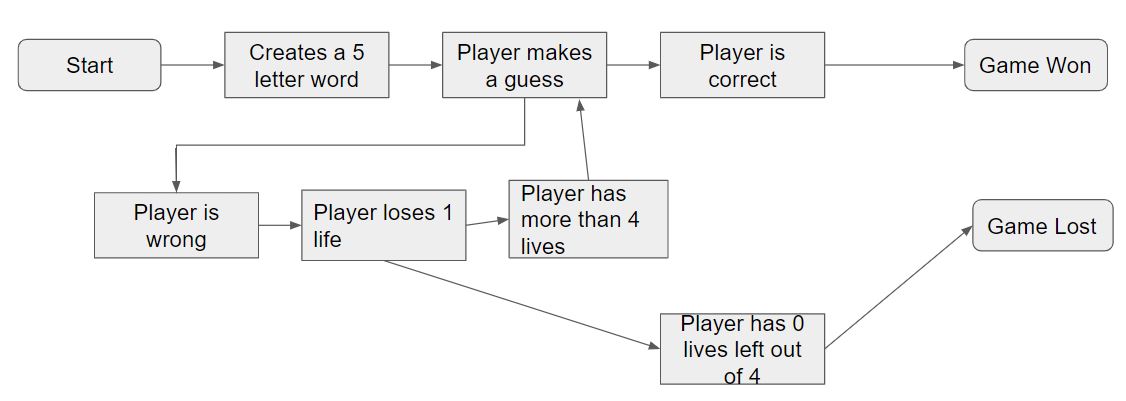 Start
Creates a 5
letter word
Player makes
a guess
Player is
correct
Game Won
Player is
wrong
Player loses 1
life
Player has
more than 4
lives
Game Lost
Player has 0
lives left out
of 4